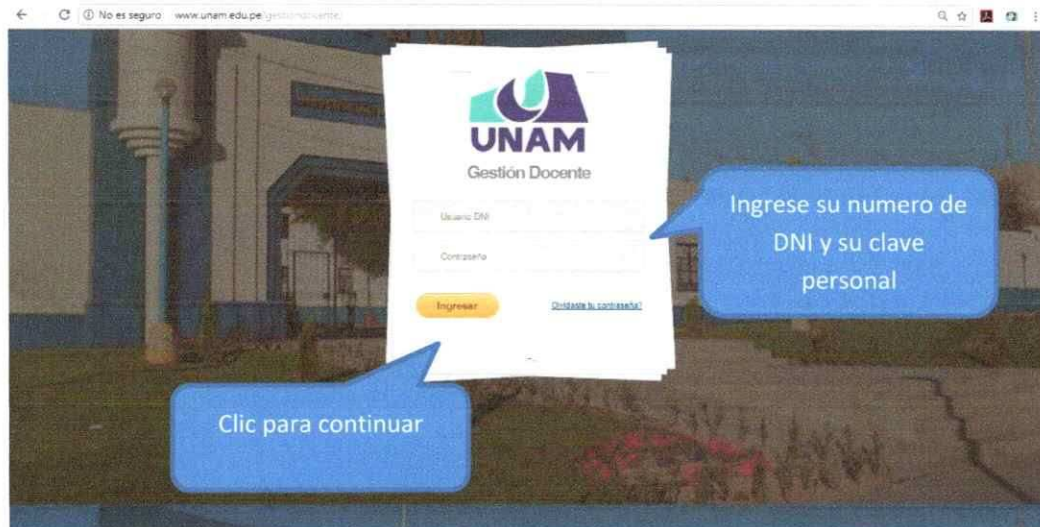 No es seguro www.unam.edu.pe/gestiondocente/
UNAM
Gestión Docente
Usuario DNI
Contraseña
Ingresar
Olvidaste tu contraseña?
Ingrese su numero de
DNI y su clave
personal
Clic para continuar